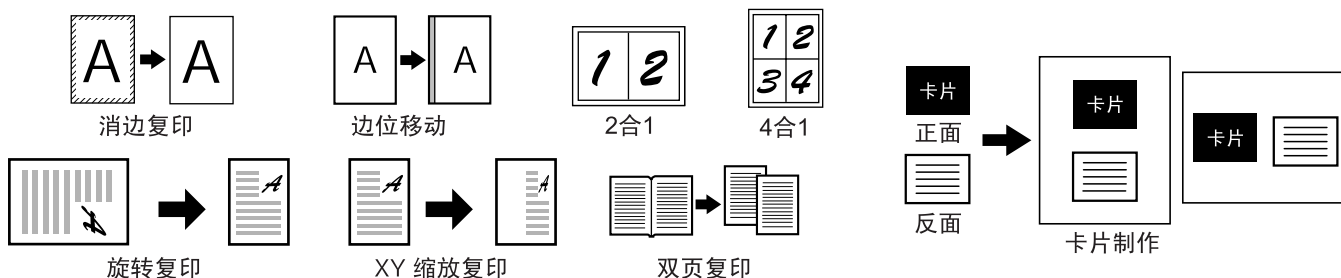 A A
消边复印
A A
边位移动
1 2
2合1
1 2
3 4
4合1
A A
旋转复印
A A
XY 缩放复印
双页复印
卡片
正面
反面
卡片
卡片
卡片制作